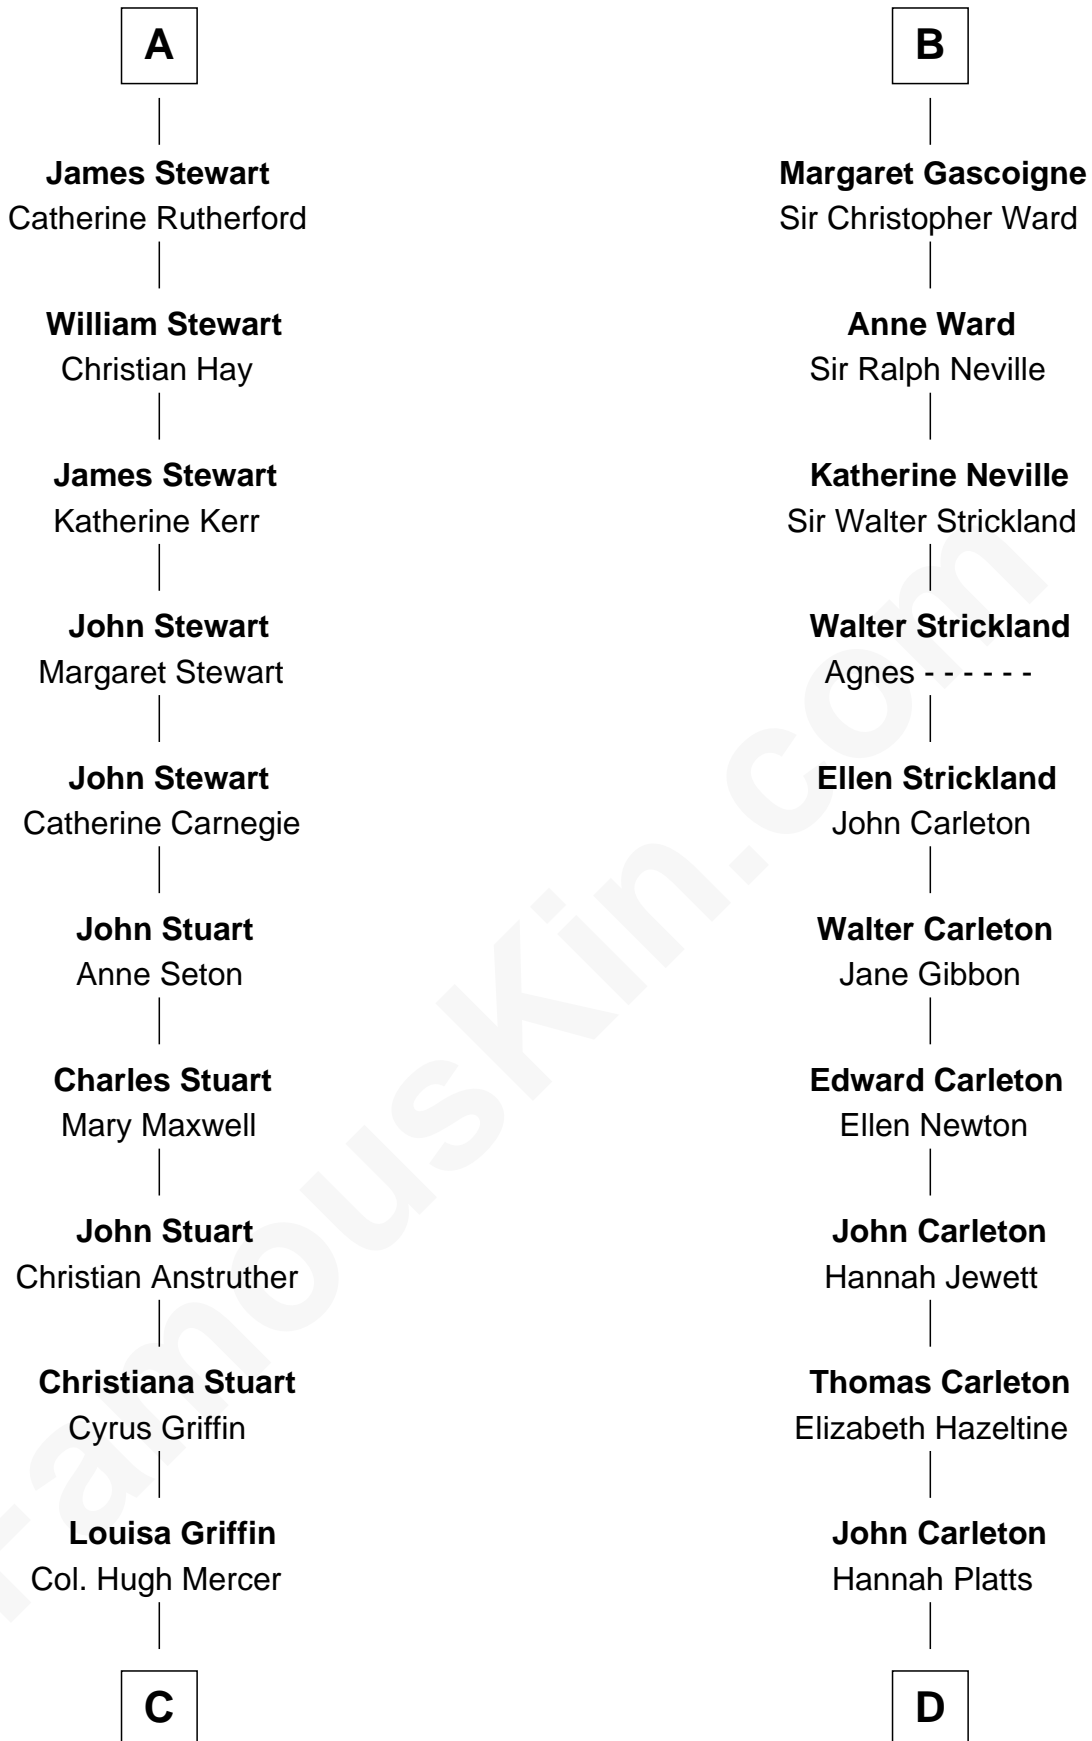 A
James Stewart
Catherine Rutherford
William Stewart
Christian Hay
James Stewart
Katherine Kerr
John Stewart
Margaret Stewart
John Stewart
Catherine Carnegie
John Stuart
Anne Seton
Charles Stuart
Mary Maxwell
John Stuart
Christian Anstruther
Christiana Stuart
Cyrus Griffin
Louisa Griffin
Col. Hugh Mercer
C
B
Margaret Gascoigne
Sir Christopher Ward
Anne Ward
Sir Ralph Neville
Katherine Neville
Sir Walter Strickland
Walter Strickland
Agnes - - - - - -
Ellen Strickland
John Carleton
Walter Carleton
Jane Gibbon
Edward Carleton
Ellen Newton
John Carleton
Hannah Jewett
Thomas Carleton
Elizabeth Hazeltine
John Carleton
Hannah Platts
D
FamousKin.com